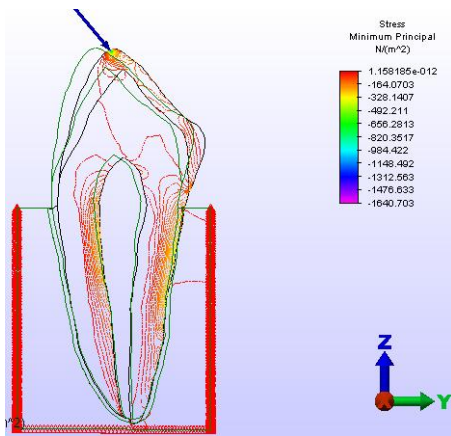 Stress
Minimum Principal
N/(m^2)
1.158185e-012
-164.0703
-328.1407
-492.211
-656.2813
-820.3517
-984.422
-1148.492
-1312.563
-1476.633
-1640.703
Z
Y
^2)